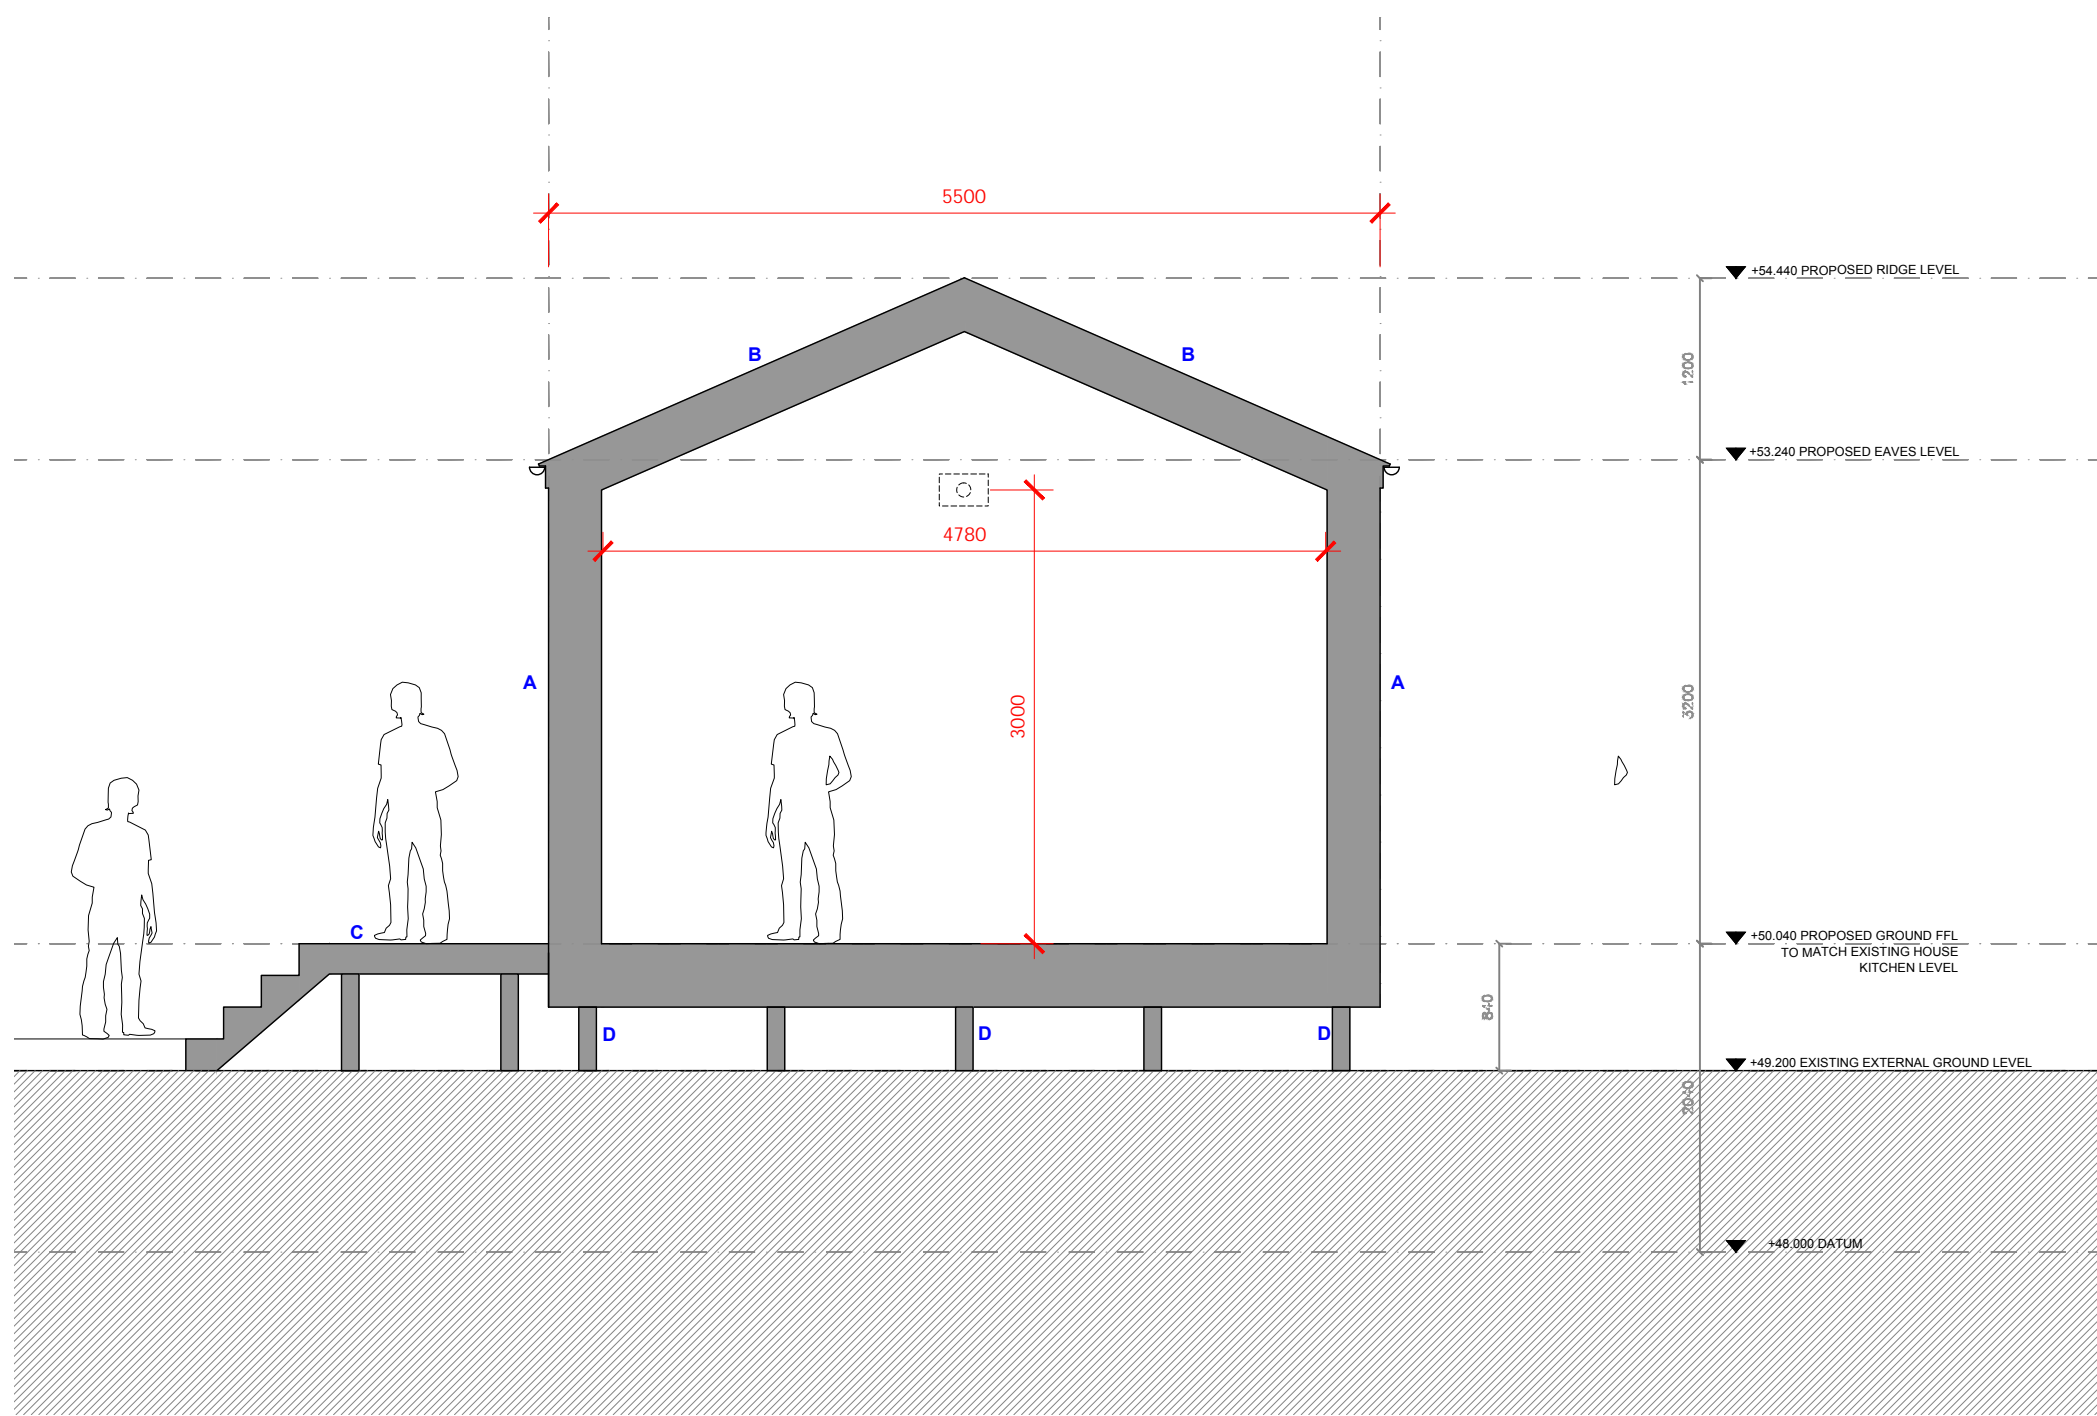 5500
+54.440 PROPOSED RIDGE LEVEL
B
B
1200
+53.240 PROPOSED EAVES LEVEL
4780
A
A
3000
3200
C
+50.040 PROPOSED GROUND FFL
TO MATCH EXISTING HOUSE
KITCHEN LEVEL
840
D
D
D
+49.200 EXISTING EXTERNAL GROUND LEVEL
2040
+48.000 DATUM